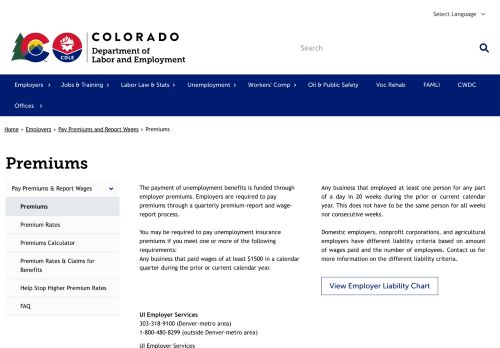 Select Language
COLORADO
Department of
Labor and Employment
CDLE
Search
Employers
Jobs & Training
Labor Law & Stats
Unemployment
Workers' Comp
Oil & Public Safety
Voc Rehab
FAMLI
CWDC
Offices
Home › Employers › Pay Premiums and Report Wages › Premiums
Premiums
Pay Premiums & Report Wages
Premiums
Premium Rates
Premiums Calculator
Premium Rates & Claims for
Benefits
Help Stop Higher Premium Rates
FAQ
The payment of unemployment benefits is funded through
employer premiums. Employers are required to pay
premiums through a quarterly premium-report and wage-
report process.
You may be required to pay unemployment insurance
premiums if you meet one or more of the following
requirements:
Any business that paid wages of at least $1500 in a calendar
quarter during the prior or current calendar year.
UI Employer Services
303-318-9100 (Denver-metro area)
1-800-480-8299 (outside Denver-metro area)
UI Employer Services
Any business that employed at least one person for any part
of a day in 20 weeks during the prior or current calendar
year. This does not have to be the same person for all weeks
nor consecutive weeks.
Domestic employers, nonprofit corporations, and agricultural
employers have different liability criteria based on amount
of wages paid and the number of employees. Contact us for
more information on the different liability criteria.
View Employer Liability Chart